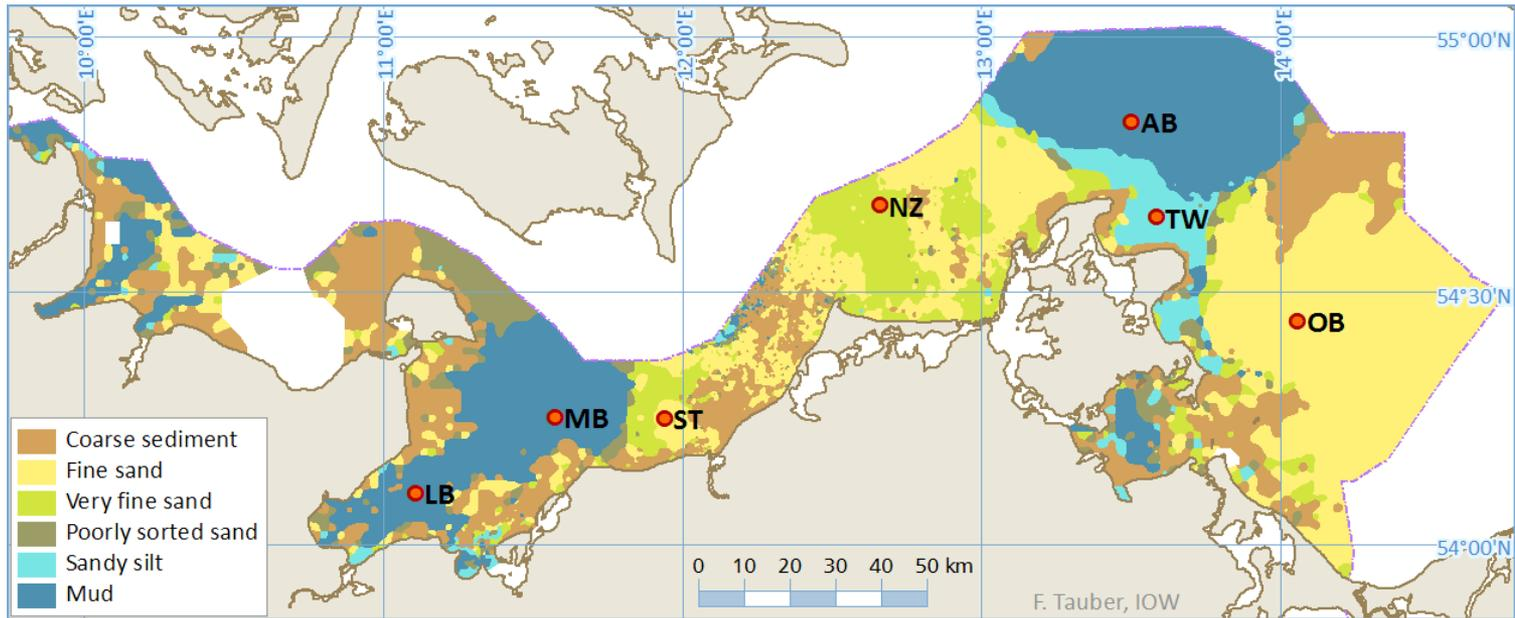 10°00'E
11°00'E
12°00'E
13°00'E
14°00'E
55°00'N
AB
NZ
TW
54°30'N
OB
MB
ST
LB
Coarse sediment
Fine sand
Very fine sand
Poorly sorted sand
Sandy silt
Mud
54°00'N
0 10 20 30 40 50 km
F. Tauber, IOW